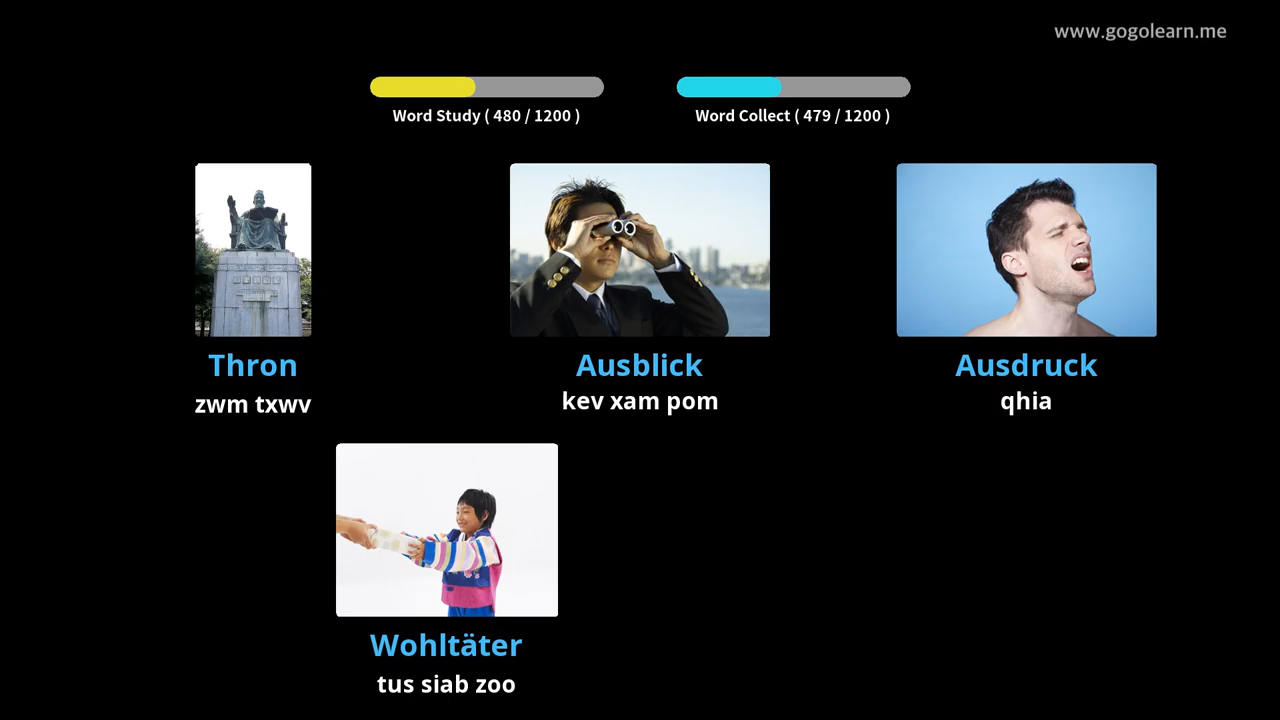 www.gogolearn.me
Word Study ( 480 / 1200 )
Word Collect ( 479 / 1200 )
Thron
zwm txwv
Ausblick
kev xam pom
Ausdruck
qhia
Wohltäter
tus siab zoo